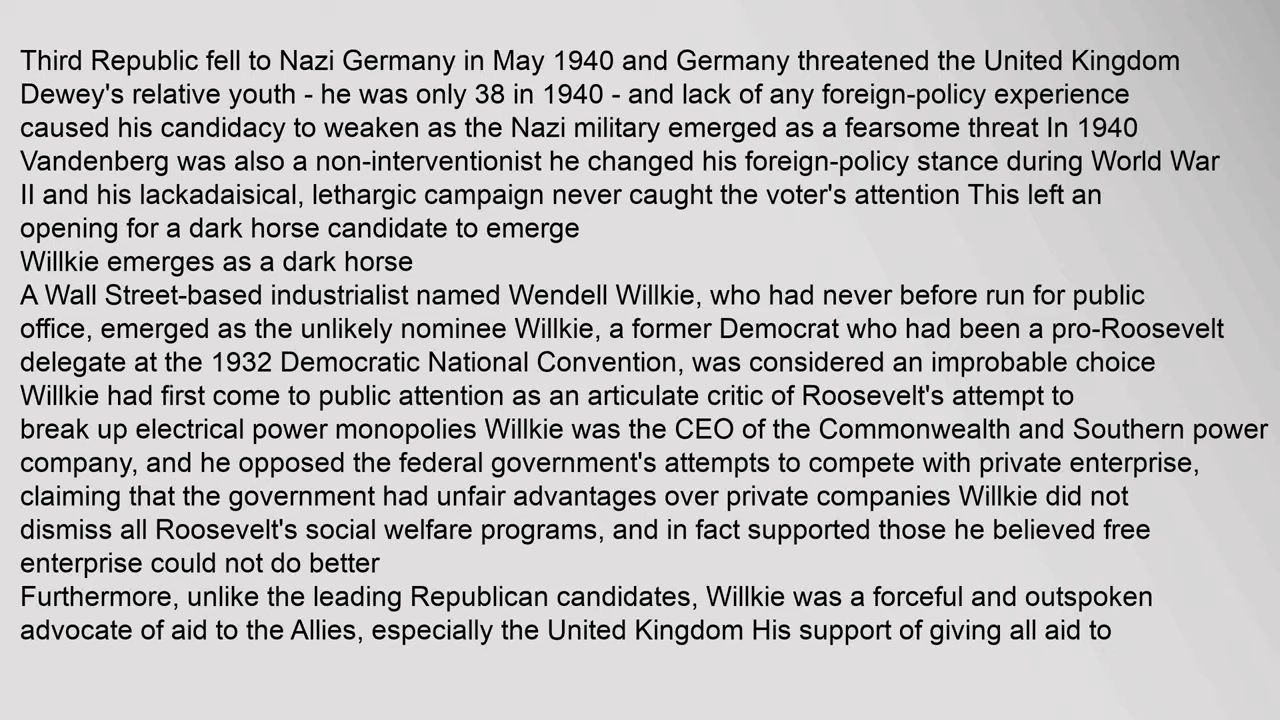 Third Republic fell to Nazi Germany in May 1940 and Germany threatened the United Kingdom
Dewey's relative youth - he was only 38 in 1940 - and lack of any foreign-policy experience
caused his candidacy to weaken as the Nazi military emerged as a fearsome threat In 1940
Vandenberg was also a non-interventionist he changed his foreign-policy stance during World War
II and his lackadaisical, lethargic campaign never caught the voter's attention This left an
opening for a dark horse candidate to emerge
Willkie emerges as a dark horse
A Wall Street-based industrialist named Wendell Willkie, who had never before run for public
office, emerged as the unlikely nominee Willkie, a former Democrat who had been a pro-Roosevelt
delegate at the 1932 Democratic National Convention, was considered an improbable choice
Willkie had first come to public attention as an articulate critic of Roosevelt's attempt to
break up electrical power monopolies Willkie was the CEO of the Commonwealth and Southern power
company, and he opposed the federal government's attempts to compete with private enterprise,
claiming that the government had unfair advantages over private companies Willkie did not
dismiss all Roosevelt's social welfare programs, and in fact supported those he believed free
enterprise could not do better
Furthermore, unlike the leading Republican candidates, Willkie was a forceful and outspoken
advocate of aid to the Allies, especially the United Kingdom His support of giving all aid to